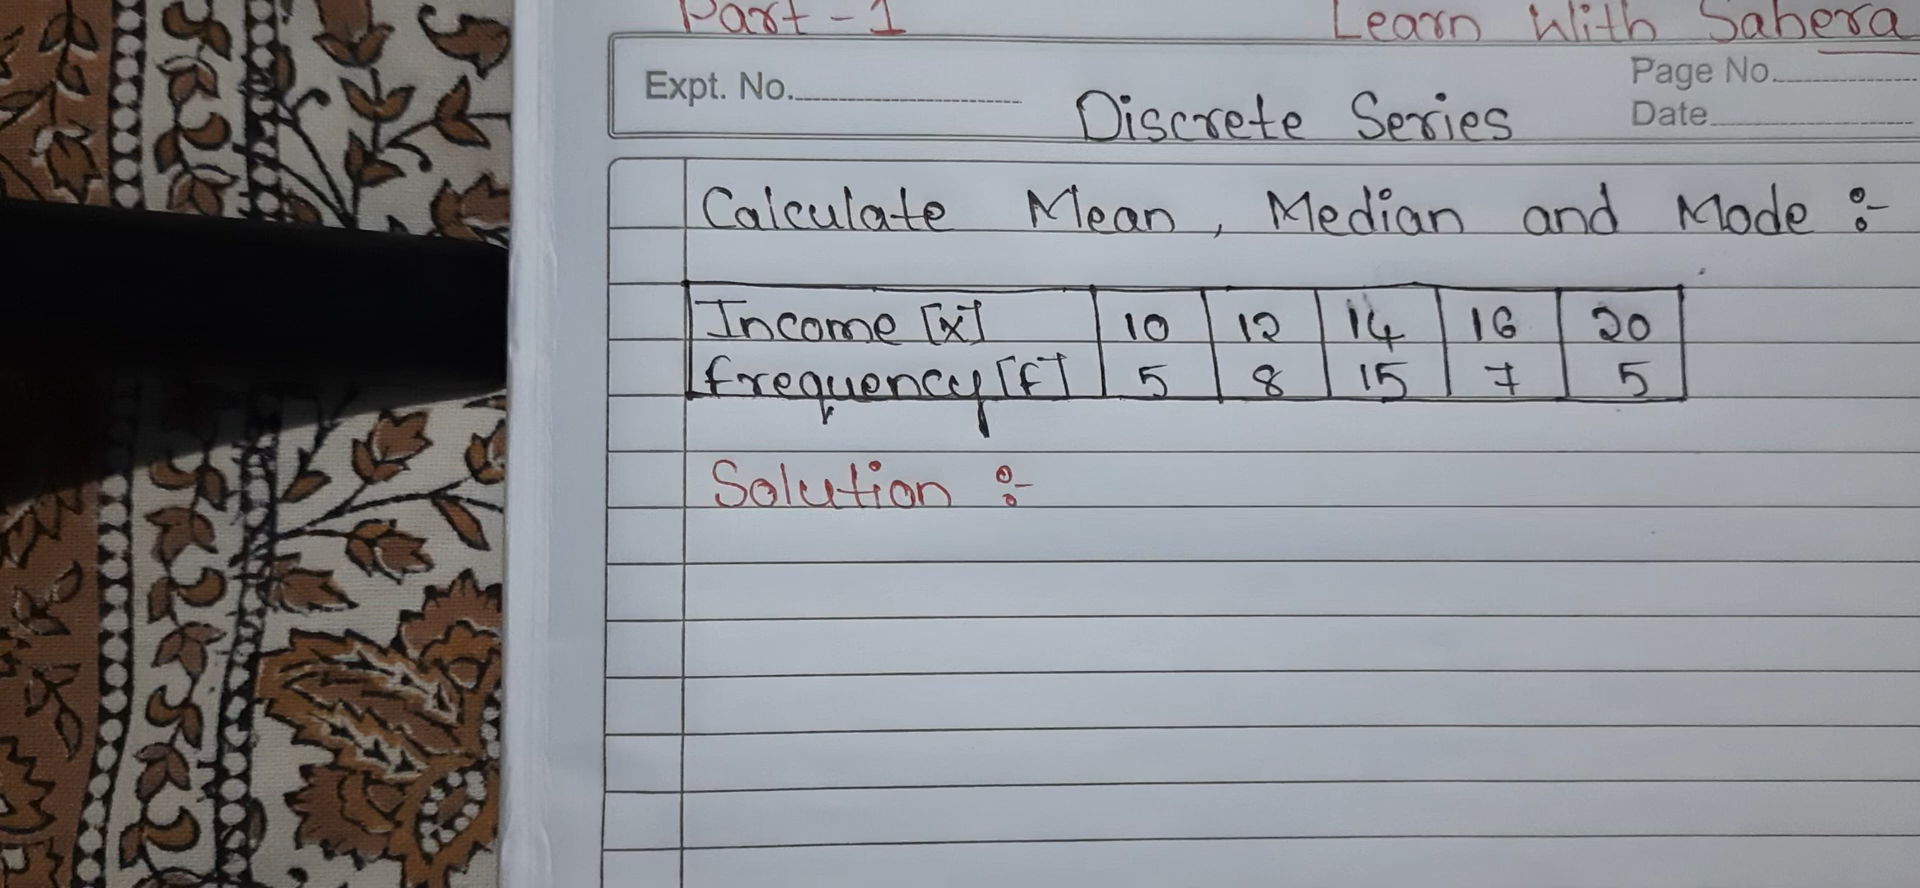 Part - 1
Learn With Sabera
Expt. No.
Page No.
Discrete Series
Date
Calculate Mean, Median and Mode :-
Income [x] 10 12 14 16 20
frequency [f] 5 8 15 7 5
Solution :-